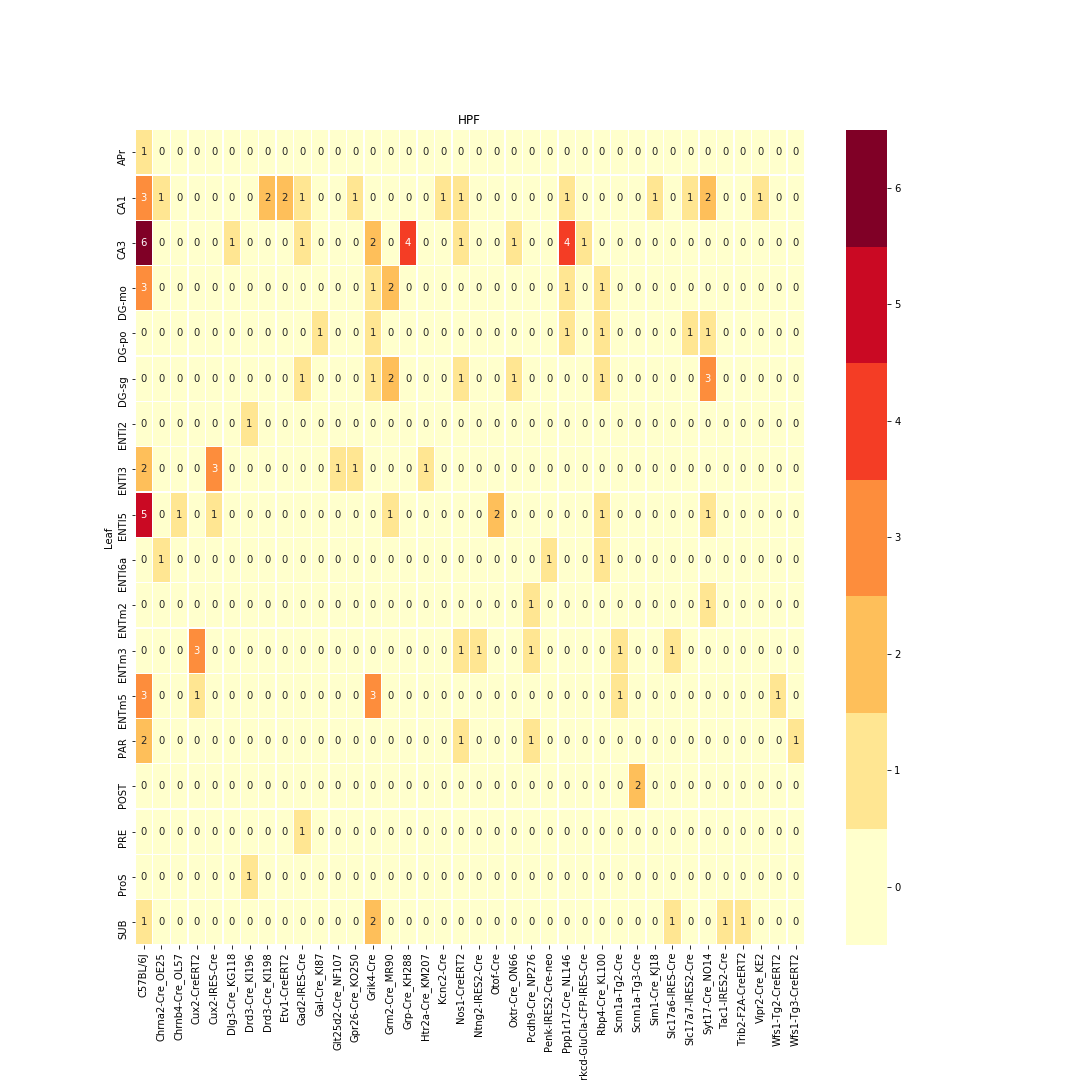 HPF
Leaf
APr 1 0 0 0 0 0 0 0 0 0 0 0 0 0 0 0 0 0 0 0 0 0 0 0 0 0 0 0 0 0 0 0 0 0 0 0 0 0
CA1 3 1 0 0 0 0 0 2 2 1 0 0 1 0 0 0 0 1 1 0 0 0 0 0 1 0 0 0 0 1 0 1 2 0 0 1 0 0
CA3 6 0 0 0 0 1 0 0 0 1 0 0 0 2 0 4 0 0 1 0 0 1 0 0 4 1 0 0 0 0 0 0 0 0 0 0 0 0
DG-mo 3 0 0 0 0 0 0 0 0 0 0 0 0 1 2 0 0 0 0 0 0 0 0 0 1 0 1 0 0 0 0 0 0 0 0 0 0 0
DG-po 0 0 0 0 0 0 0 0 0 0 1 0 0 1 0 0 0 0 0 0 0 0 0 0 1 0 1 0 0 0 0 1 1 0 0 0 0 0
DG-sg 0 0 0 0 0 0 0 0 0 1 0 0 0 1 2 0 0 0 1 0 0 1 0 0 0 0 1 0 0 0 0 0 3 0 0 0 0 0
ENTl2 0 0 0 0 0 0 1 0 0 0 0 0 0 0 0 0 0 0 0 0 0 0 0 0 0 0 0 0 0 0 0 0 0 0 0 0 0 0
ENTl3 2 0 0 0 3 0 0 0 0 0 0 1 1 0 0 0 1 0 0 0 0 0 0 0 0 0 0 0 0 0 0 0 0 0 0 0 0 0
ENTl5 5 0 1 0 1 0 0 0 0 0 0 0 0 0 1 0 0 0 0 0 2 0 0 0 0 0 1 0 0 0 0 0 1 0 0 0 0 0
ENTl6a 0 1 0 0 0 0 0 0 0 0 0 0 0 0 0 0 0 0 0 0 0 0 0 1 0 0 1 0 0 0 0 0 0 0 0 0 0 0
ENTm2 0 0 0 0 0 0 0 0 0 0 0 0 0 0 0 0 0 0 0 0 0 0 1 0 0 0 0 0 0 0 0 0 1 0 0 0 0 0
ENTm3 0 0 0 3 0 0 0 0 0 0 0 0 0 0 0 0 0 0 1 1 0 0 1 0 0 0 0 1 0 0 1 0 0 0 0 0 0 0
ENTm5 3 0 0 1 0 0 0 0 0 0 0 0 0 3 0 0 0 0 0 0 0 0 0 0 0 0 0 1 0 0 0 0 0 0 0 0 1 0
PAR 2 0 0 0 0 0 0 0 0 0 0 0 0 0 0 0 0 0 1 0 0 0 1 0 0 0 0 0 0 0 0 0 0 0 0 0 0 1
POST 0 0 0 0 0 0 0 0 0 0 0 0 0 0 0 0 0 0 0 0 0 0 0 0 0 0 0 0 2 0 0 0 0 0 0 0 0 0
PRE 0 0 0 0 0 0 0 0 0 1 0 0 0 0 0 0 0 0 0 0 0 0 0 0 0 0 0 0 0 0 0 0 0 0 0 0 0 0
ProS 0 0 0 0 0 0 1 0 0 0 0 0 0 0 0 0 0 0 0 0 0 0 0 0 0 0 0 0 0 0 0 0 0 0 0 0 0 0
SUB 1 0 0 0 0 0 0 0 0 0 0 0 0 2 0 0 0 0 0 0 0 0 0 0 0 0 0 0 0 0 1 0 0 1 1 0 0 0
C57BL/6J
Chrna2-Cre_OE25
Chrnb4-Cre_OL57
Cux2-CreERT2
Cux2-IRES-Cre
Dlg3-Cre_KG118
Drd3-Cre_KI196
Drd3-Cre_KI198
Etv1-CreERT2
Gad2-IRES-Cre
Gal-Cre_KI87
Glt25d2-Cre_NF107
Gpr26-Cre_KO250
Grik4-Cre
Grm2-Cre_MR90
Grp-Cre_KH288
Htr2a-Cre_KM207
Kcnc2-Cre
Nos1-CreERT2
Ntng2-IRES2-Cre
Otof-Cre
Oxtr-Cre_ON66
Pcdh9-Cre_NP276
Penk-IRES2-Cre-neo
Ppp1r17-Cre_NL146
rkcd-GluCla-CFP-IRES-Cre
Rbp4-Cre_KL100
Scnn1a-Tg2-Cre
Scnn1a-Tg3-Cre
Sim1-Cre_KJ18
Slc17a6-IRES-Cre
Slc17a7-IRES2-Cre
Syt17-Cre_NO14
Tac1-IRES2-Cre
Trib2-F2A-CreERT2
Vipr2-Cre_KE2
Wfs1-Tg2-CreERT2
Wfs1-Tg3-CreERT2
6
5
4
3
2
1
0